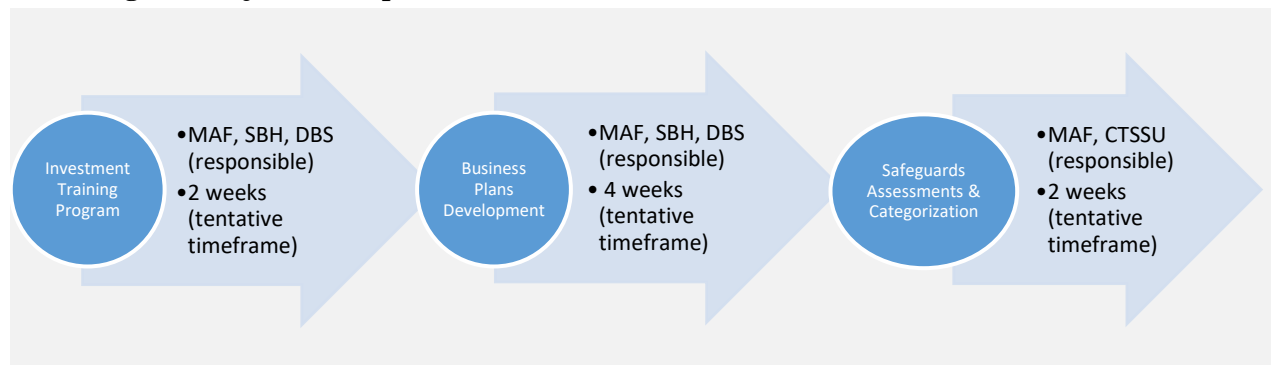 Investment
Training
Program
•MAF, SBH, DBS
(responsible)
•2 weeks
(tentative
timeframe)
Business
Plans
Development
•MAF, SBH, DBS
(responsible)
• 4 weeks
(tentative
timeframe)
Safeguards
Assessments &
Categorization
•MAF, CTSSU
(responsible)
•2 weeks
(tentative
timeframe)